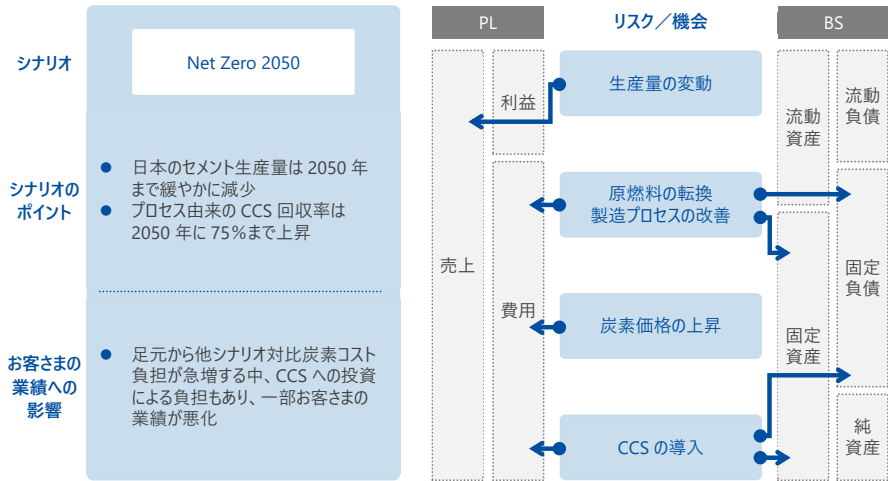 シナリオ
Net Zero 2050
シナリオの
ポイント
● 日本のセメント生産量は 2050 年
まで緩やかに減少
● プロセス由来の CCS 回収率は
2050 年に 75%まで上昇
お客さまの
業績への
影響
● 足元から他シナリオ対比炭素コスト
負担が急増する中、CCS への投資
による負担もあり、一部お客さまの
業績が悪化
PL
リスク／機会
BS
売上
利益
費用
生産量の変動
原燃料の転換
製造プロセスの改善
炭素価格の上昇
CCS の導入
流動
資産
固定
資産
流動
負債
固定
負債
純
資産